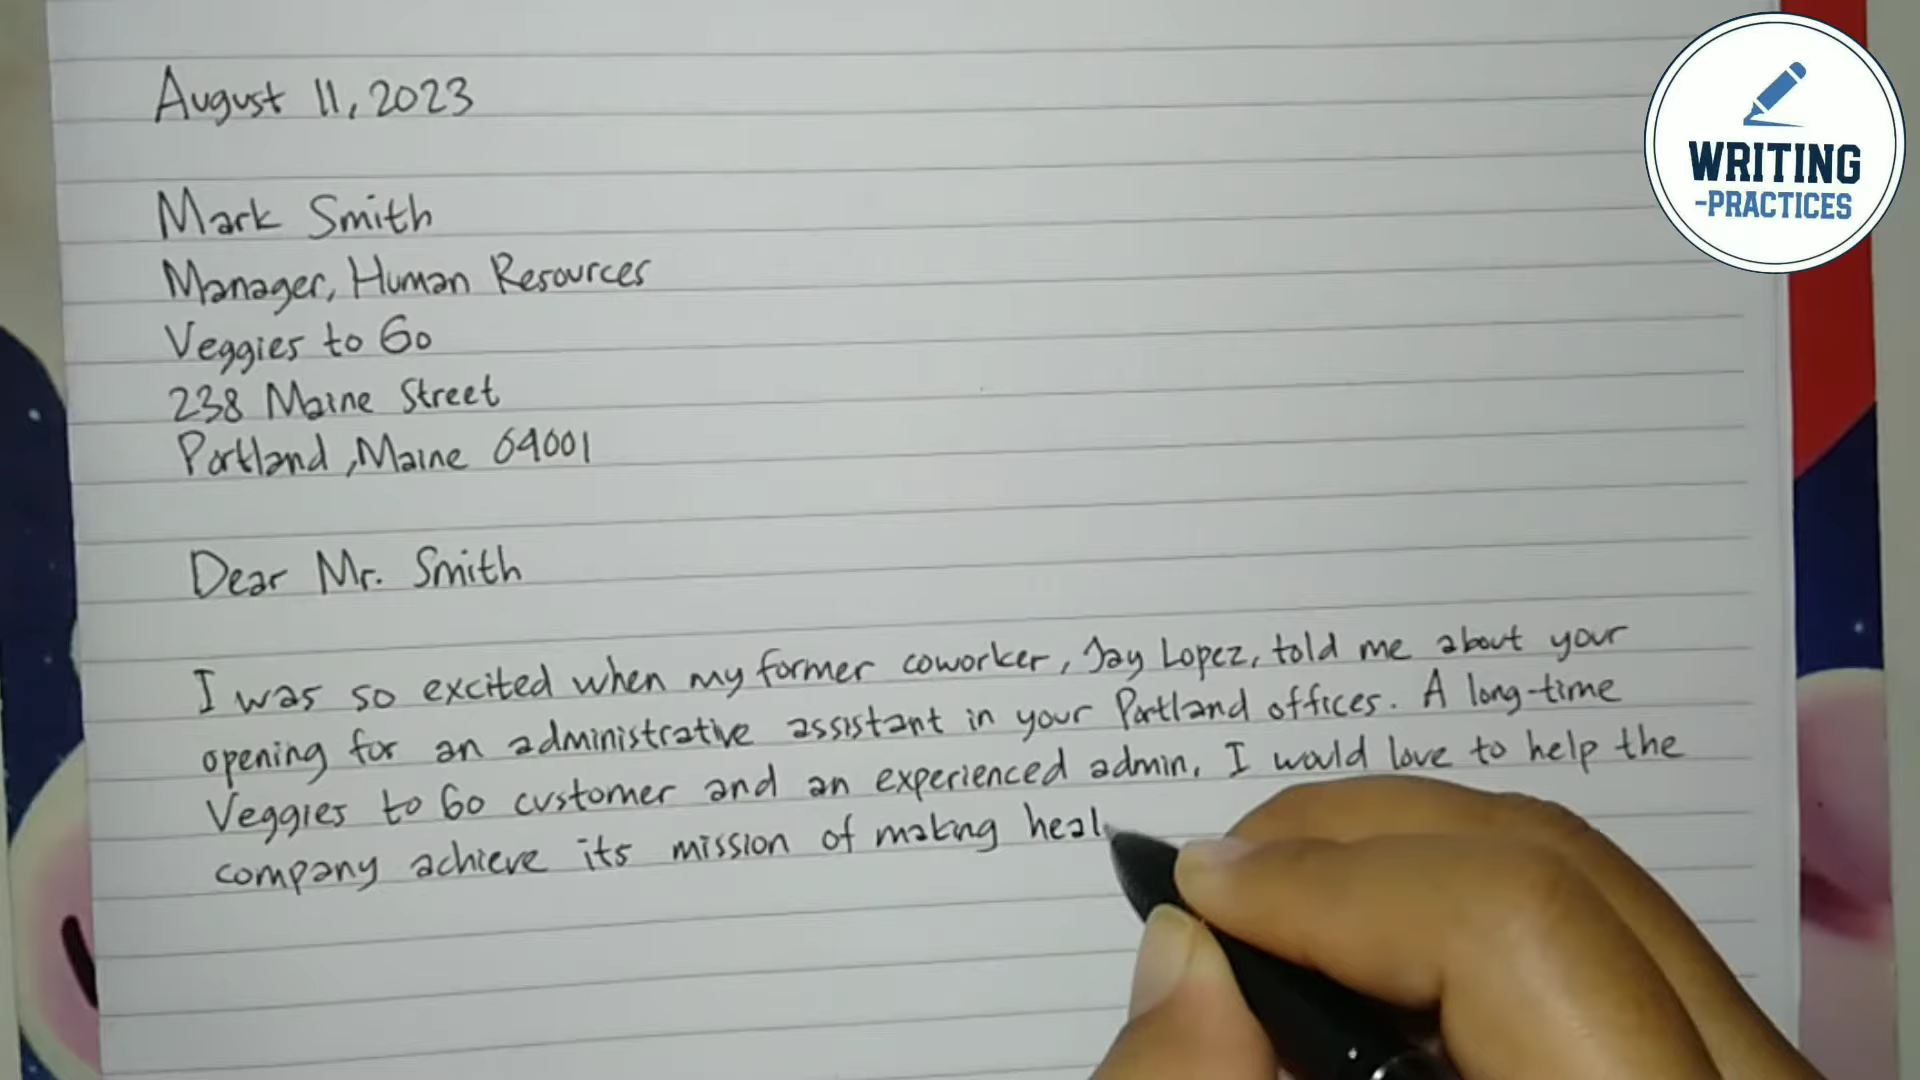 August 11, 2023
Mark Smith
Manager, Human Resources
Veggies to Go
238 Maine Street
Portland, Maine 04001
Dear Mr. Smith
I was so excited when my former coworker, Jay Lopez, told me about your
opening for an administrative assistant in your Portland offices. A long-time
Veggies to Go customer and an experienced admin, I would love to help the
company achieve its mission of making heal
WRITING
-PRACTICES